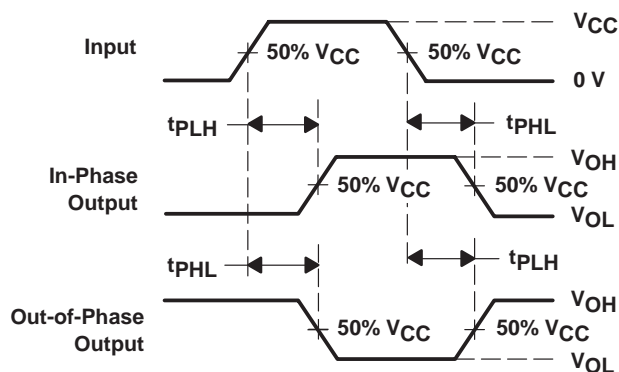 VCC
Input
50% VCC
50% VCC
0 V
tPLH
tPHL
In-Phase
Output
50% VCC
VOH
50% VCC
VOL
tPHL
tPLH
Out-of-Phase
Output
50% VCC
VOH
50% VCC
VOL